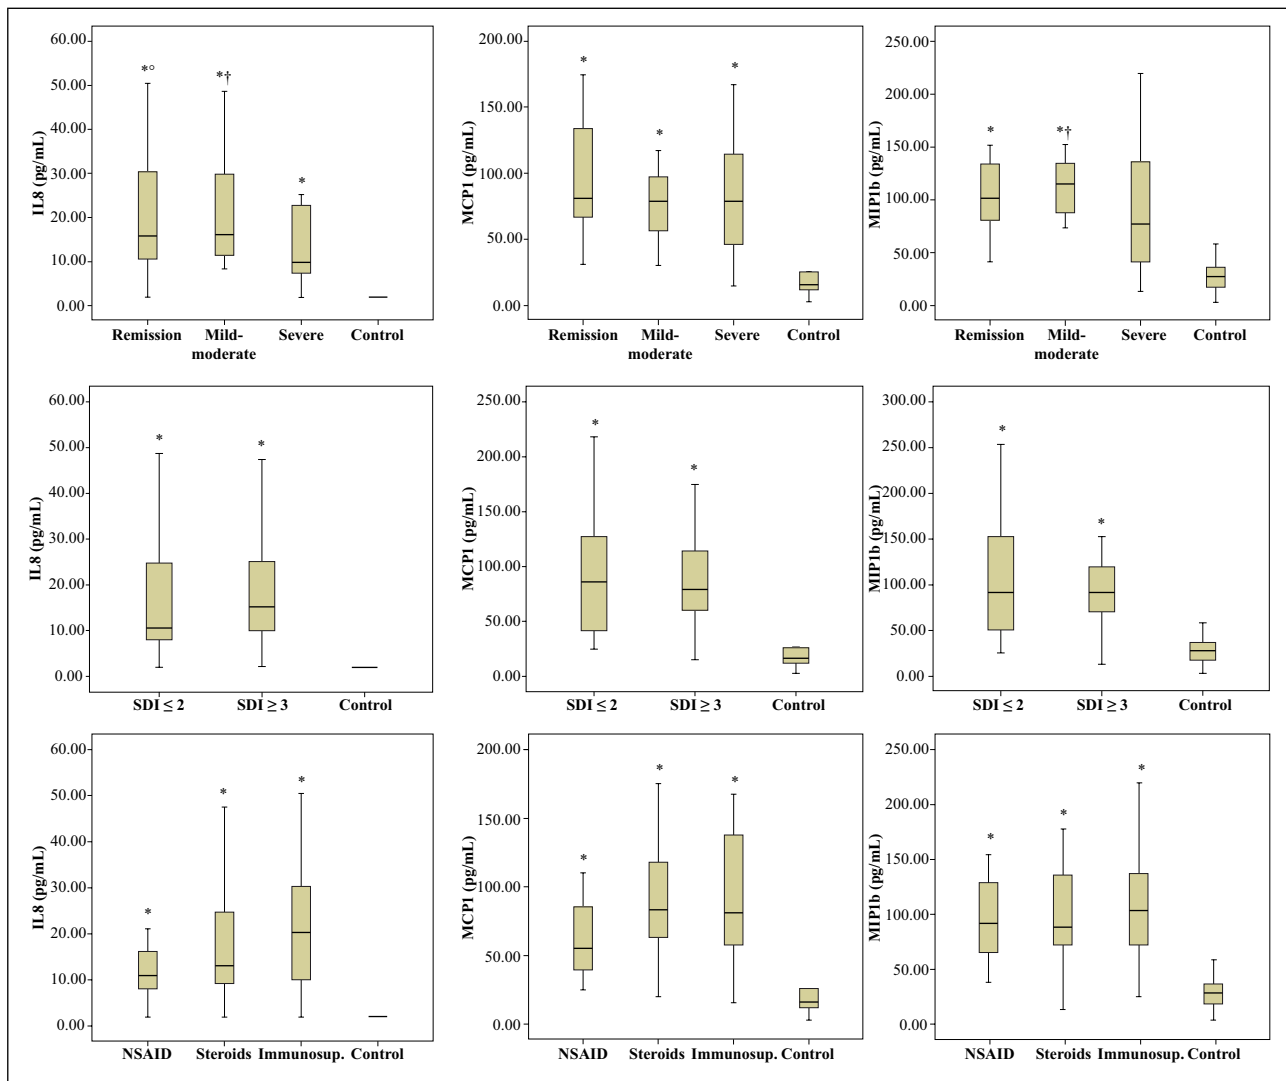 60.00
50.00
40.00
30.00
20.00
10.00
0.00
IL8 (pg/mL)
*°
*†
*
Remission
Mild-
moderate
Severe
Control
200.00
150.00
100.00
50.00
0.00
MCP1 (pg/mL)
*
*
*
Remission
Mild-
moderate
Severe
Control
250.00
200.00
150.00
100.00
50.00
0.00
MIP1b (pg/mL)
*
*†
Remission
Mild-
moderate
Severe
Control
60.00
50.00
40.00
30.00
20.00
10.00
0.00
IL8 (pg/mL)
*
*
SDI ≤ 2
SDI ≥ 3
Control
250.00
200.00
150.00
100.00
50.00
0.00
MCP1 (pg/mL)
*
*
SDI ≤ 2
SDI ≥ 3
Control
300.00
250.00
200.00
150.00
100.00
50.00
0.00
MIP1b (pg/mL)
*
*
SDI ≤ 2
SDI ≥ 3
Control
60.00
50.00
40.00
30.00
20.00
10.00
0.00
IL8 (pg/mL)
*
*
*
NSAID
Steroids
Immunosup.
Control
200.00
150.00
100.00
50.00
0.00
MCP1 (pg/mL)
*
*
*
NSAID
Steroids
Immunosup.
Control
250.00
200.00
150.00
100.00
50.00
0.00
MIP1b (pg/mL)
*
*
*
NSAID
Steroids
Immunosup.
Control